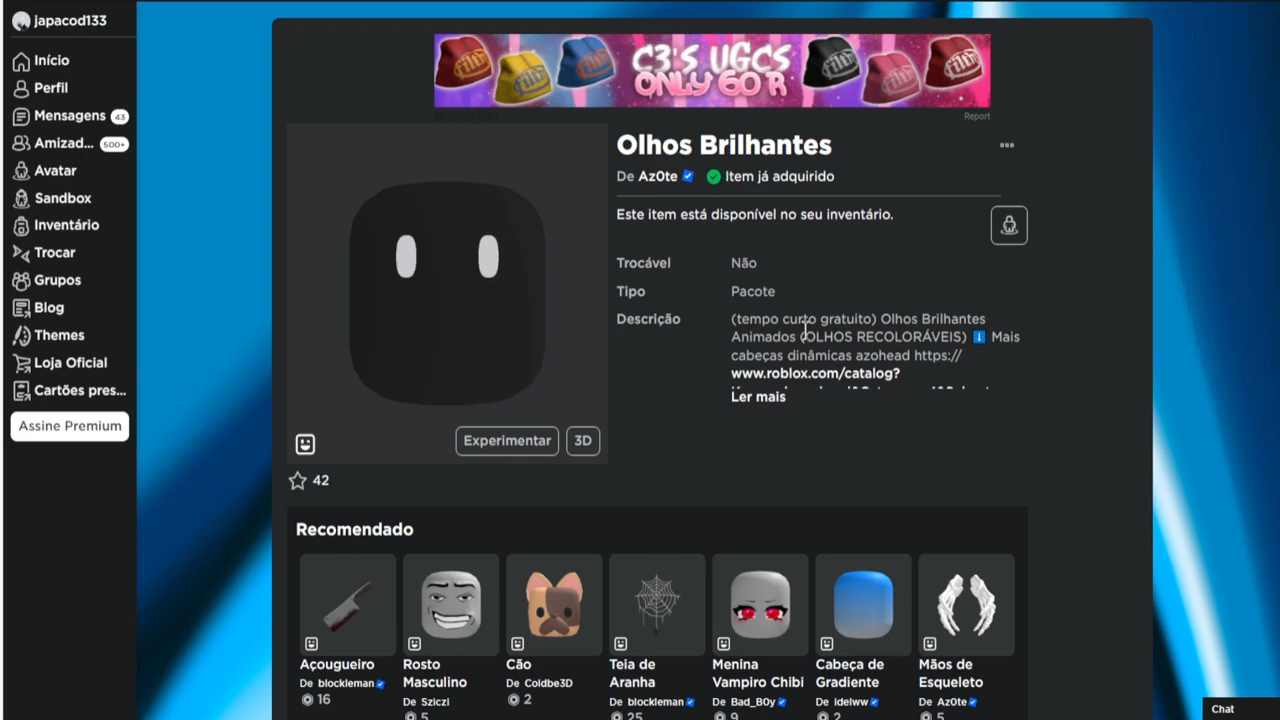 japacod133
Início
Perfil
Mensagens 43
Amizad... 500+
Avatar
Sandbox
Inventário
Trocar
Grupos
Blog
Themes
Loja Oficial
Cartões pres...
Assine Premium
C3'S UGCS
ONLY 60 R
ADVERTISEMENT
Report
Olhos Brilhantes
De Az0te Item já adquirido
Este item está disponível no seu inventário.
Trocável Não
Tipo Pacote
Descrição (tempo curto gratuito) Olhos Brilhantes
Animados (OLHOS RECOLORÁVEIS) ⬇️ Mais
cabeças dinâmicas azohead https://
www.roblox.com/catalog?
Ler mais
Experimentar 3D
42
Recomendado
Açougueiro
De blockleman
16
Rosto
Masculino
De Sziczi
5
Cão
De Coldbe3D
2
Teia de
Aranha
De blockleman
25
Menina
Vampiro Chibi
De Bad_B0y
9
Cabeça de
Gradiente
De idelww
2
Mãos de
Esqueleto
De Az0te
5
Chat